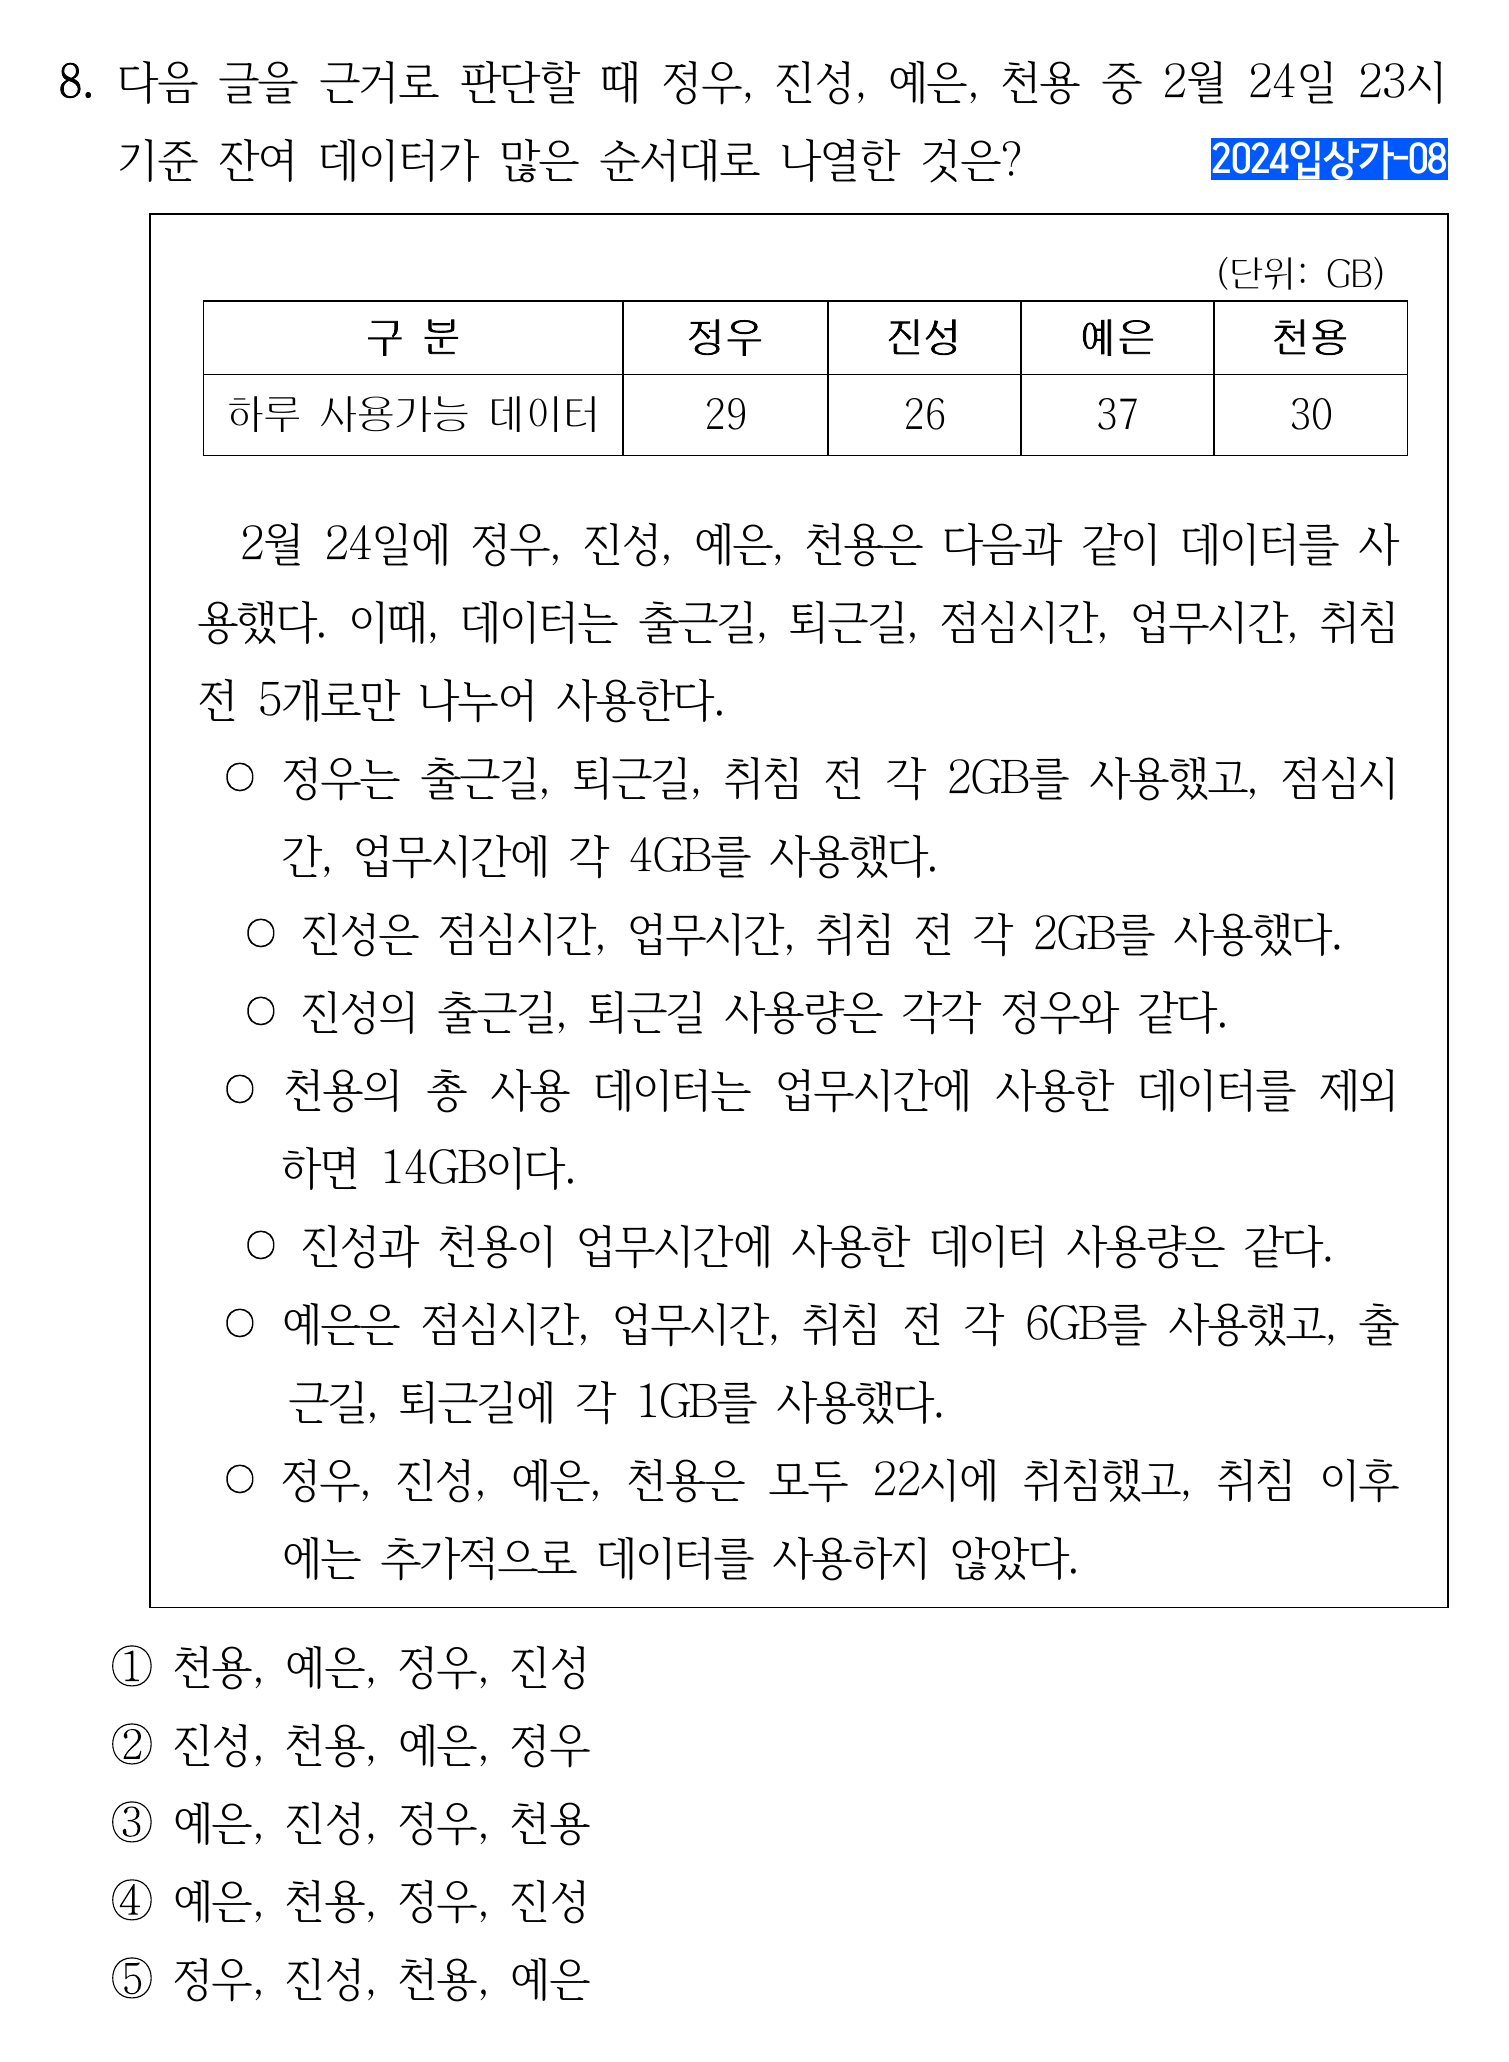 8. 다음 글을 근거로 판단할 때 정우, 진성, 예은, 천용 중 2월 24일 23시
기준 잔여 데이터가 많은 순서대로 나열한 것은? 2024입상가-08
(단위: GB)
구 분 정우 진성 예은 천용
하루 사용가능 데이터 29 26 37 30
2월 24일에 정우, 진성, 예은, 천용은 다음과 같이 데이터를 사
용했다. 이때, 데이터는 출근길, 퇴근길, 점심시간, 업무시간, 취침
전 5개로만 나누어 사용한다.
○ 정우는 출근길, 퇴근길, 취침 전 각 2GB를 사용했고, 점심시
간, 업무시간에 각 4GB를 사용했다.
○ 진성은 점심시간, 업무시간, 취침 전 각 2GB를 사용했다.
○ 진성의 출근길, 퇴근길 사용량은 각각 정우와 같다.
○ 천용의 총 사용 데이터는 업무시간에 사용한 데이터를 제외
하면 14GB이다.
○ 진성과 천용이 업무시간에 사용한 데이터 사용량은 같다.
○ 예은은 점심시간, 업무시간, 취침 전 각 6GB를 사용했고, 출
근길, 퇴근길에 각 1GB를 사용했다.
○ 정우, 진성, 예은, 천용은 모두 22시에 취침했고, 취침 이후
에는 추가적으로 데이터를 사용하지 않았다.
① 천용, 예은, 정우, 진성
② 진성, 천용, 예은, 정우
③ 예은, 진성, 정우, 천용
④ 예은, 천용, 정우, 진성
⑤ 정우, 진성, 천용, 예은